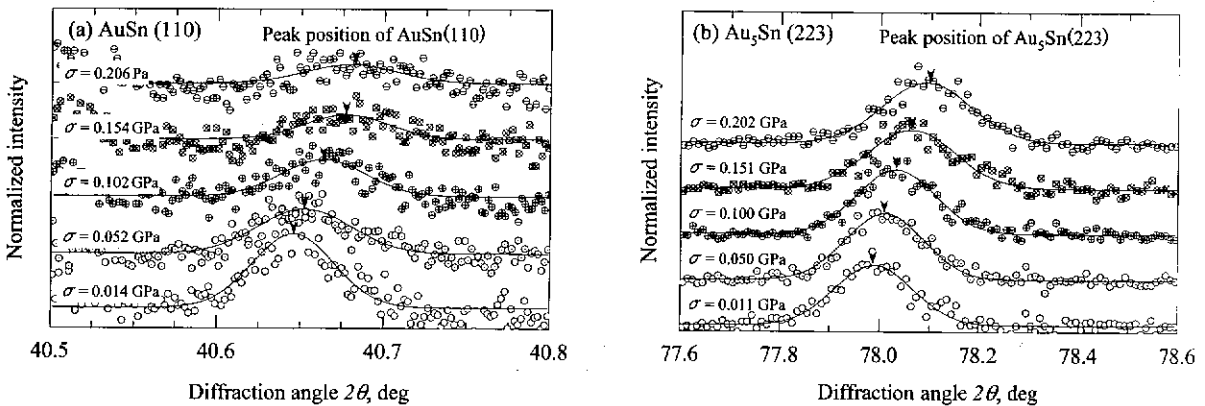 (a) AuSn (110)
Peak position of AuSn(110)
σ = 0.206 Pa
σ = 0.154 GPa
σ = 0.102 GPa
σ = 0.052 GPa
σ = 0.014 GPa
Normalized intensity
40.5 40.6 40.7 40.8
Diffraction angle 2θ, deg
(b) Au₅Sn (223)
Peak position of Au₅Sn(223)
σ = 0.202 GPa
σ = 0.151 GPa
σ = 0.100 GPa
σ = 0.050 GPa
σ = 0.011 GPa
Normalized intensity
77.6 77.8 78.0 78.2 78.4 78.6
Diffraction angle 2θ, deg